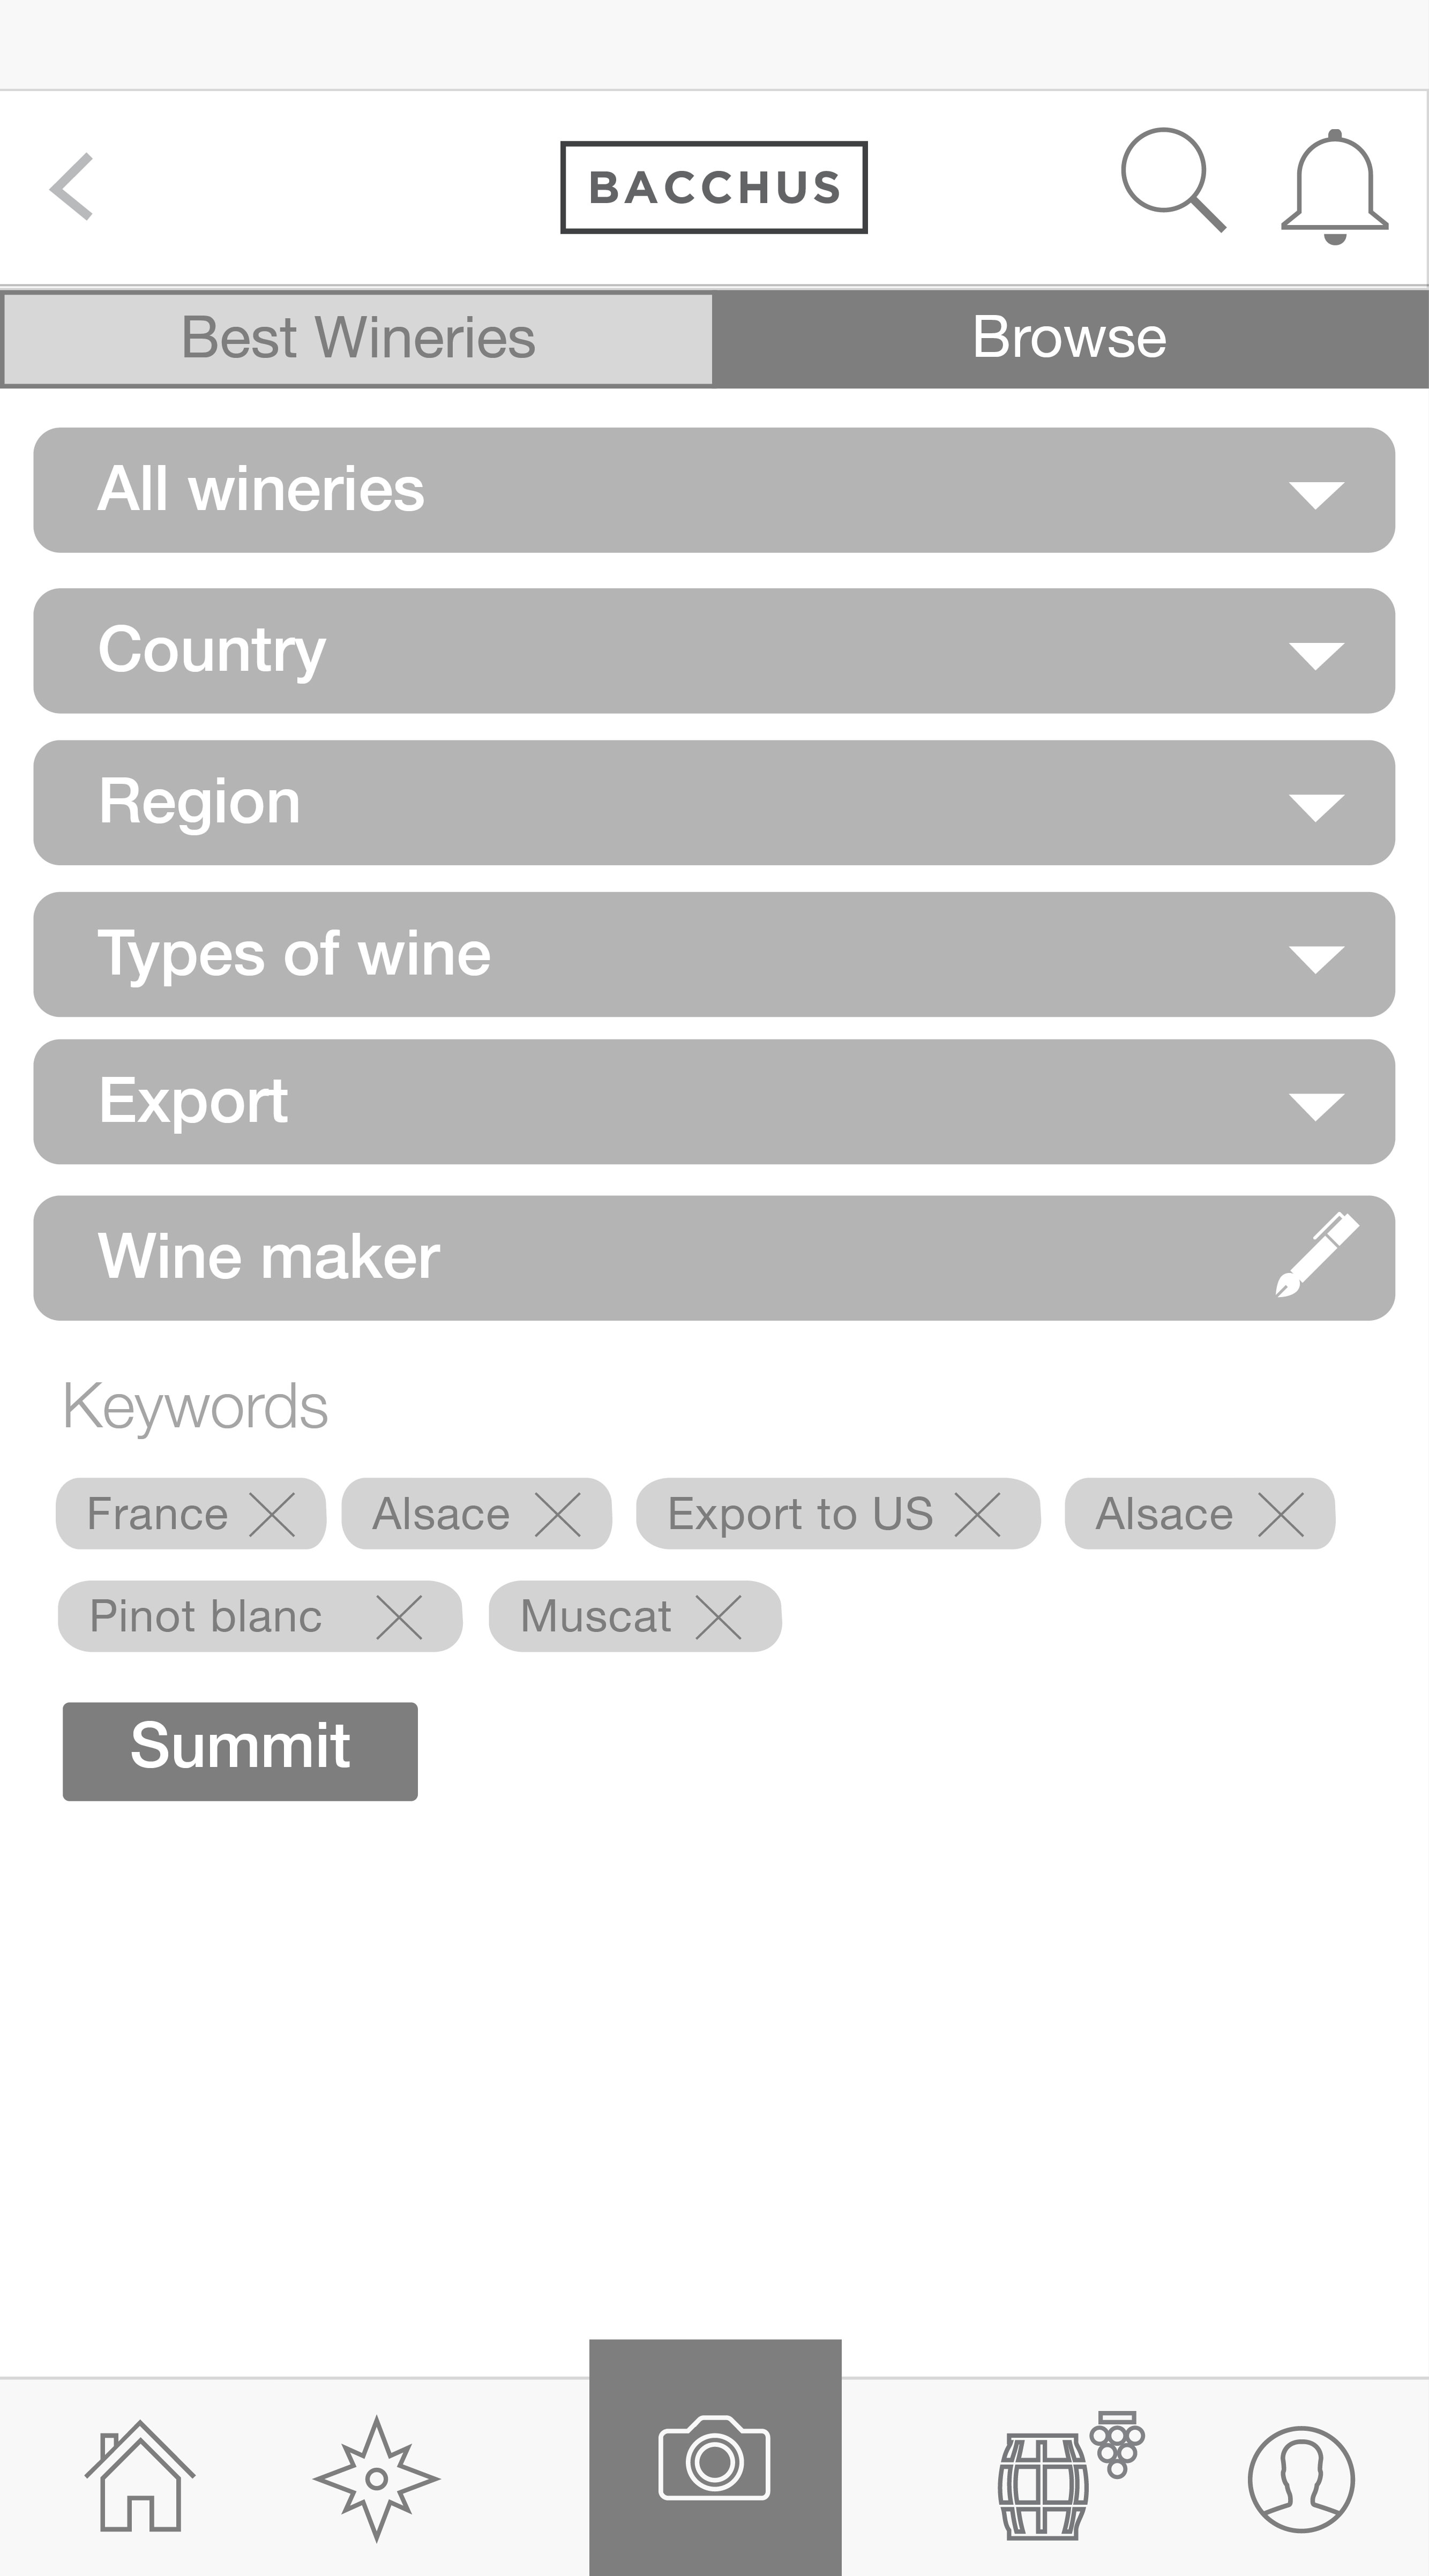 BACCHUS
Best Wineries
Browse
All wineries
Country
Region
Types of wine
Export
Wine maker
Keywords
France Alsace Export to US Alsace
Pinot blanc Muscat
Summit